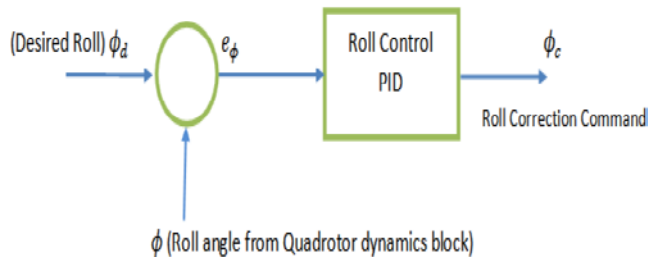 (Desired Roll) ϕ_d
e_ϕ
Roll Control
PID
ϕ_c
Roll Correction Command
ϕ (Roll angle from Quadrotor dynamics block)